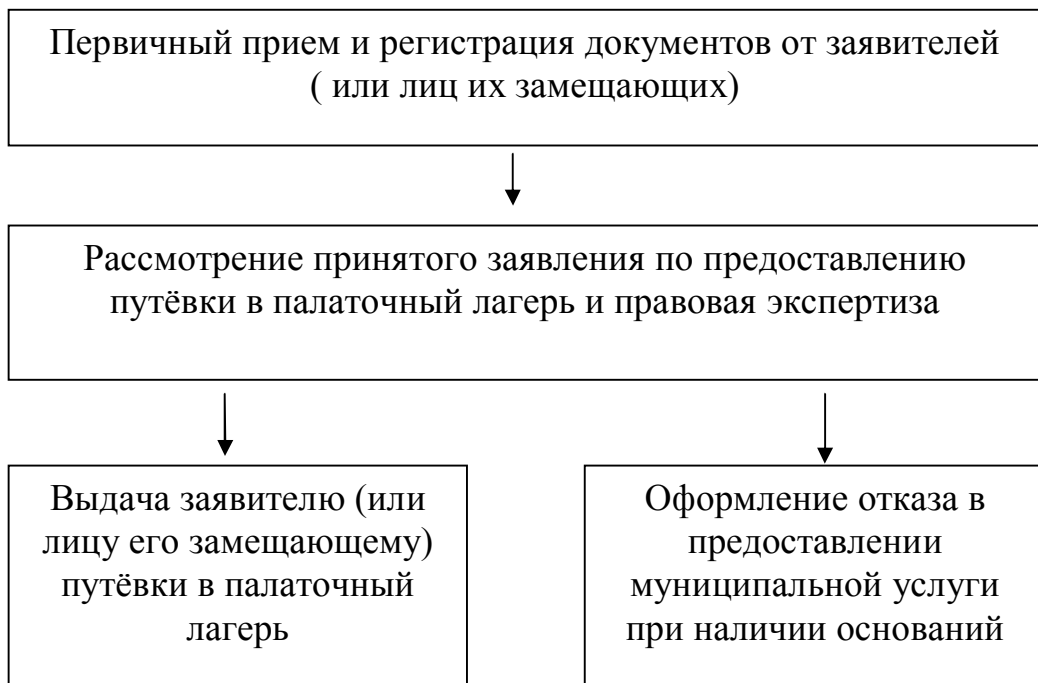 Первичный прием и регистрация документов от заявителей
( или лиц их замещающих)
Рассмотрение принятого заявления по предоставлению
путёвки в палаточный лагерь и правовая экспертиза
Выдача заявителю (или
лицу его замещающему)
путёвки в палаточный
лагерь
Оформление отказа в
предоставлении
муниципальной услуги
при наличии оснований